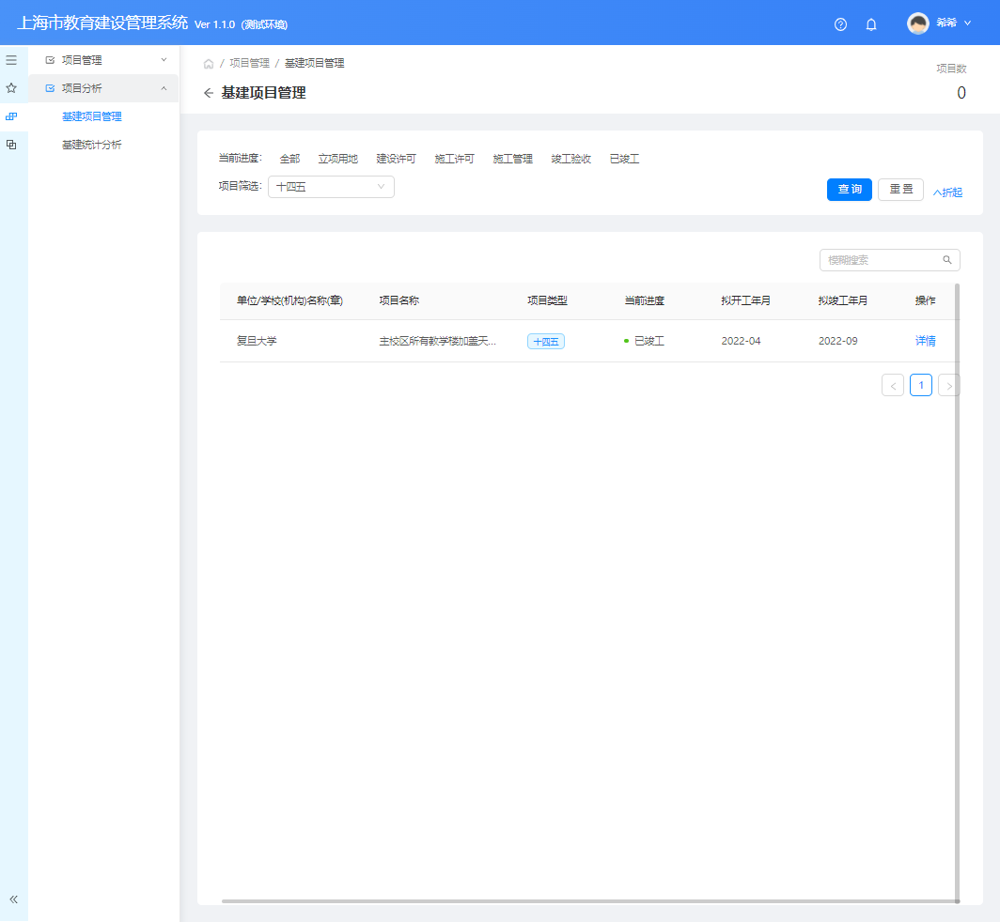 上海市教育建设管理系统 Ver 1.1.0 (测试环境)
希希
项目管理
项目分析
基建项目管理
基建统计分析
/ 项目管理 / 基建项目管理
基建项目管理
项目数
0
当前进度: 全部 立项用地 建设许可 施工许可 施工管理 竣工验收 已竣工
项目筛选: 十四五
查 询 重 置 折起
模糊搜索
单位/学校(机构)名称(章) 项目名称 项目类型 当前进度 拟开工年月 拟竣工年月 操作
复旦大学 主校区所有教学楼加盖天... 十四五 已竣工 2022-04 2022-09 详情
< 1 >